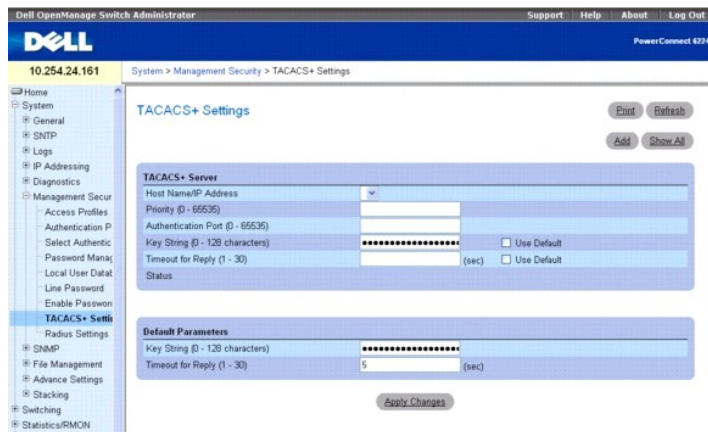 Dell OpenManage Switch Administrator Support Help About Log Out
DELL PowerConnect 6224
10.254.24.161 System > Management Security > TACACS+ Settings
Home
System
General
SNTP
Logs
IP Addressing
Diagnostics
Management Secur
Access Profiles
Authentication P
Select Authentic
Password Manag
Local User Datab
Line Password
Enable Passwor
TACACS+ Settin
Radius Settings
SNMP
File Management
Advance Settings
Stacking
Switching
Statistics/RMON
TACACS+ Settings
Print Refresh
Add Show All
TACACS+ Server
Host Name/IP Address
Priority (0 - 65535)
Authentication Port (0 - 65535)
Key String (0 - 128 characters) ●●●●●●●●●●●●●●●●●● Use Default
Timeout for Reply (1 - 30) (sec) Use Default
Status
Default Parameters
Key String (0 - 128 characters) ●●●●●●●●●●●●●●●●●●
Timeout for Reply (1 - 30) 5 (sec)
Apply Changes